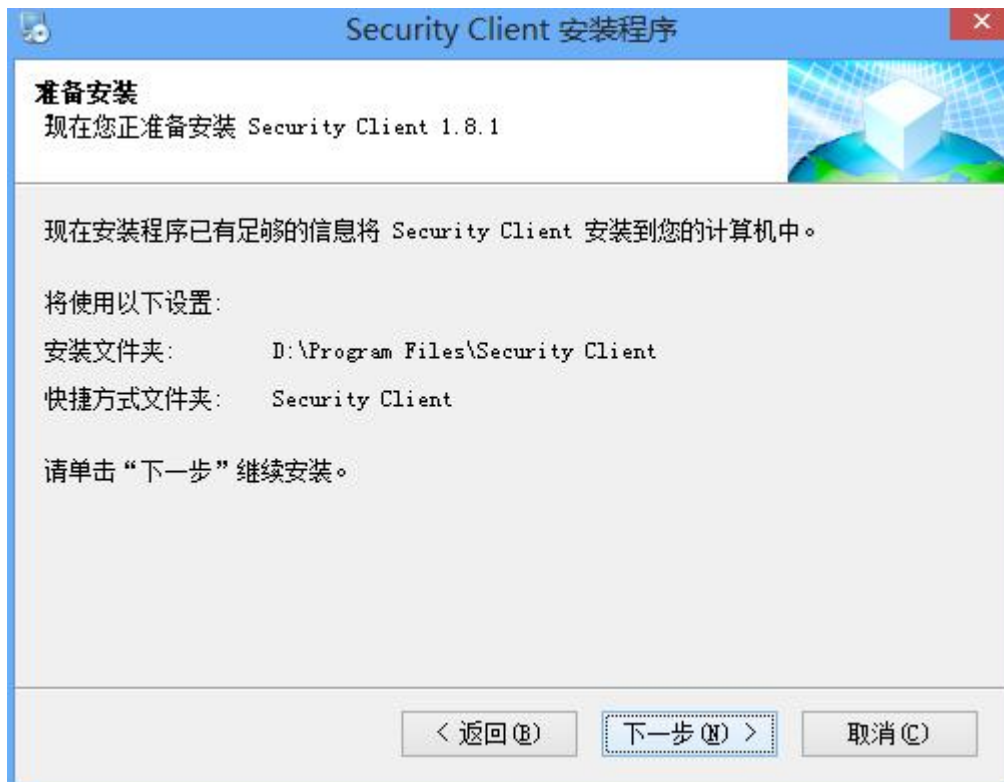 Security Client 安装程序
准备安装
现在您正准备安装 Security Client 1.8.1
现在安装程序已有足够的信息将 Security Client 安装到您的计算机中。
将使用以下设置:
安装文件夹: D:\Program Files\Security Client
快捷方式文件夹: Security Client
请单击“下一步”继续安装。
< 返回(B) 下一步(N) > 取消(C)